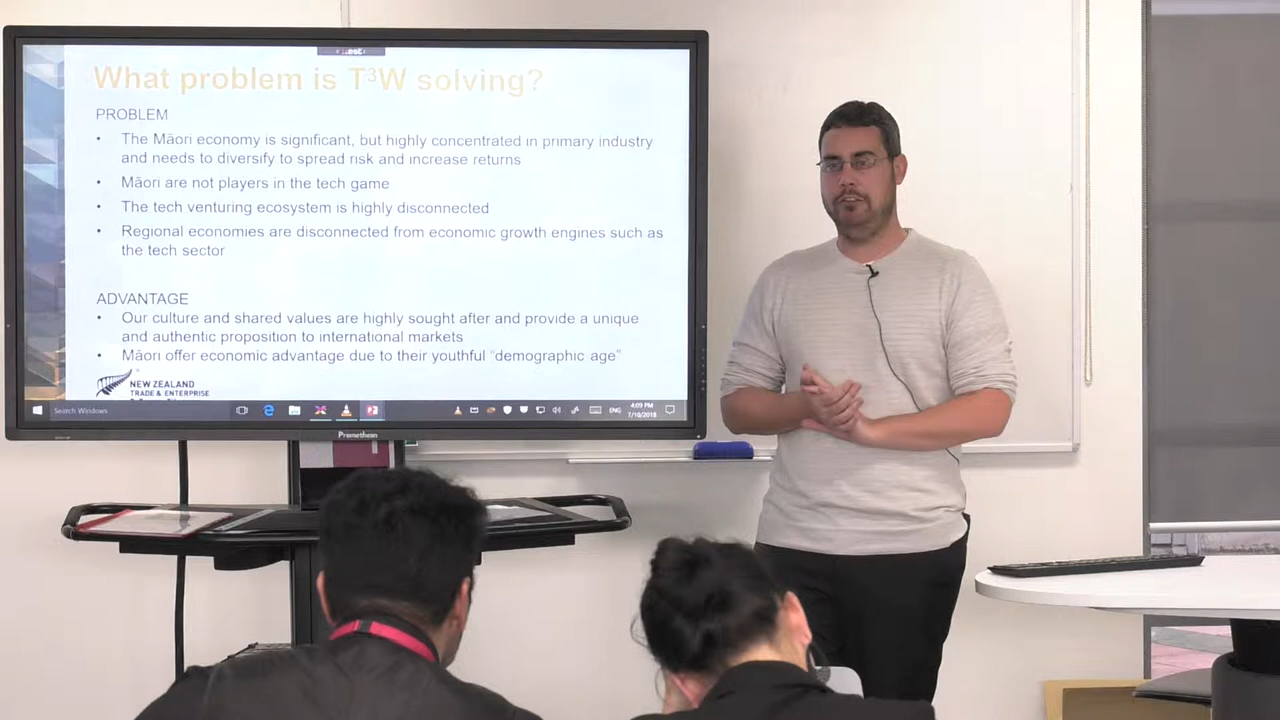 What problem is T³W solving?
PROBLEM
• The Māori economy is significant, but highly concentrated in primary industry
and needs to diversify to spread risk and increase returns
• Māori are not players in the tech game
• The tech venturing ecosystem is highly disconnected
• Regional economies are disconnected from economic growth engines such as
the tech sector
ADVANTAGE
• Our culture and shared values are highly sought after and provide a unique
and authentic proposition to international markets
• Māori offer economic advantage due to their youthful “demographic age”
NEW ZEALAND
TRADE & ENTERPRISE
Search Windows
ENG
4:09 PM
7/10/2018
Promethean